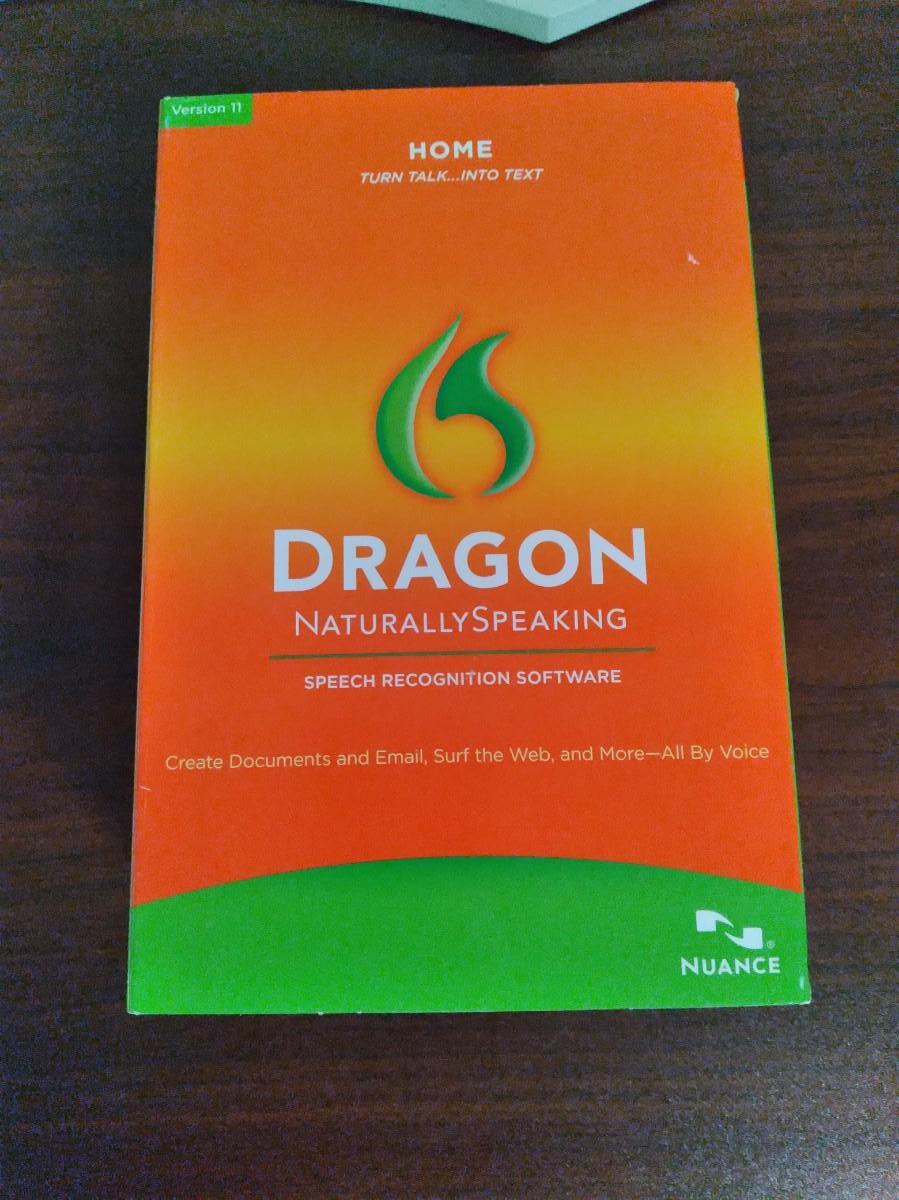 Version 11
HOME
TURN TALK...INTO TEXT
DRAGON
NATURALLYSPEAKING
SPEECH RECOGNITION SOFTWARE
Create Documents and Email, Surf the Web, and More—All By Voice
®
NUANCE